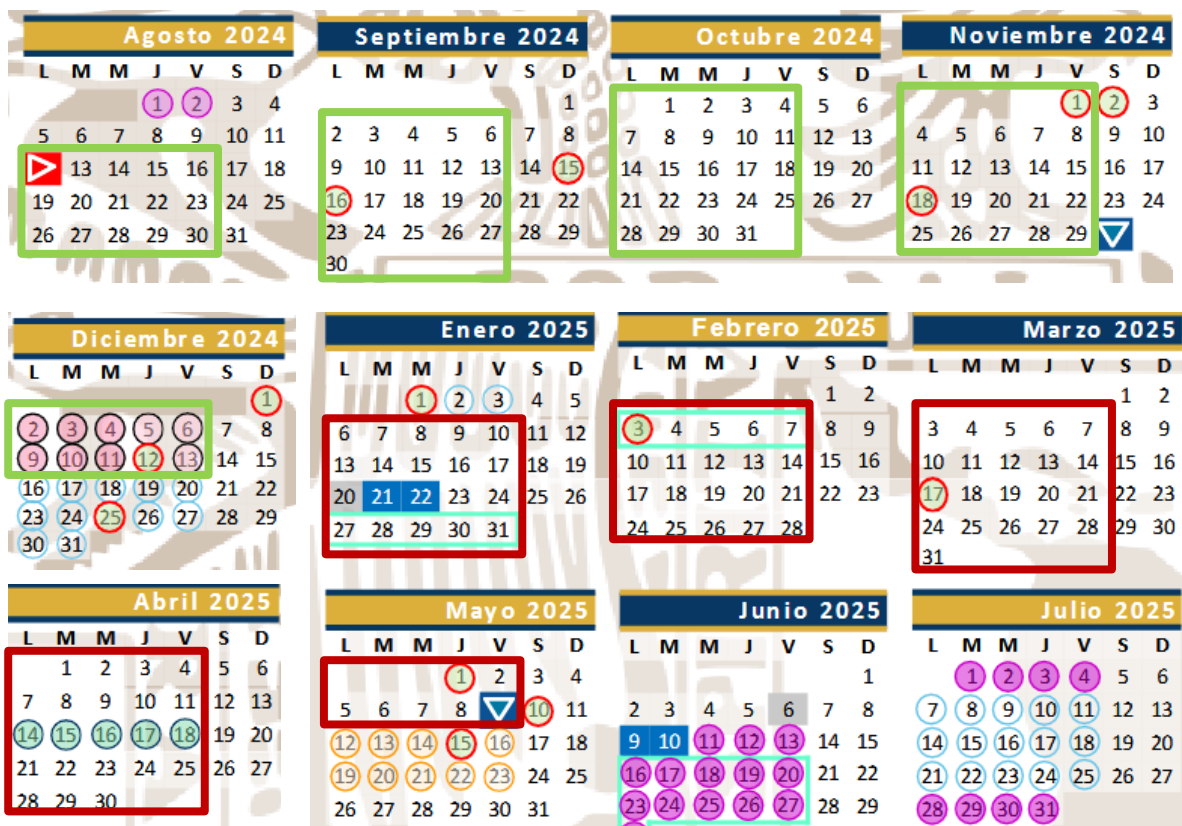 Agosto 2024
L M M J V S D
1 2 3 4
5 6 7 8 9 10 11
13 14 15 16 17 18
19 20 21 22 23 24 25
26 27 28 29 30 31
Septiembre 2024
L M M J V S D
1
2 3 4 5 6 7 8
9 10 11 12 13 14 15
16 17 18 19 20 21 22
23 24 25 26 27 28 29
30
Octubre 2024
L M M J V S D
1 2 3 4 5 6
7 8 9 10 11 12 13
14 15 16 17 18 19 20
21 22 23 24 25 26 27
28 29 30 31
Noviembre 2024
L M M J V S D
1 2 3
4 5 6 7 8 9 10
11 12 13 14 15 16 17
18 19 20 21 22 23 24
25 26 27 28 29
Diciembre 2024
L M M J V S D
1
2 3 4 5 6 7 8
9 10 11 12 13 14 15
16 17 18 19 20 21 22
23 24 25 26 27 28 29
30 31
Enero 2025
L M M J V S D
1 2 3 4 5
6 7 8 9 10 11 12
13 14 15 16 17 18 19
20 21 22 23 24 25 26
27 28 29 30 31
Febrero 2025
L M M J V S D
1 2
3 4 5 6 7 8 9
10 11 12 13 14 15 16
17 18 19 20 21 22 23
24 25 26 27 28
Marzo 2025
L M M J V S D
1 2
3 4 5 6 7 8 9
10 11 12 13 14 15 16
17 18 19 20 21 22 23
24 25 26 27 28 29 30
31
Abril 2025
L M M J V S D
1 2 3 4 5 6
7 8 9 10 11 12 13
14 15 16 17 18 19 20
21 22 23 24 25 26 27
28 29 30
Mayo 2025
L M M J V S D
1 2 3 4
5 6 7 8 10 11
12 13 14 15 16 17 18
19 20 21 22 23 24 25
26 27 28 29 30 31
Junio 2025
L M M J V S D
1
2 3 4 5 6 7 8
9 10 11 12 13 14 15
16 17 18 19 20 21 22
23 24 25 26 27 28 29
Julio 2025
L M M J V S D
1 2 3 4 5 6
7 8 9 10 11 12 13
14 15 16 17 18 19 20
21 22 23 24 25 26 27
28 29 30 31